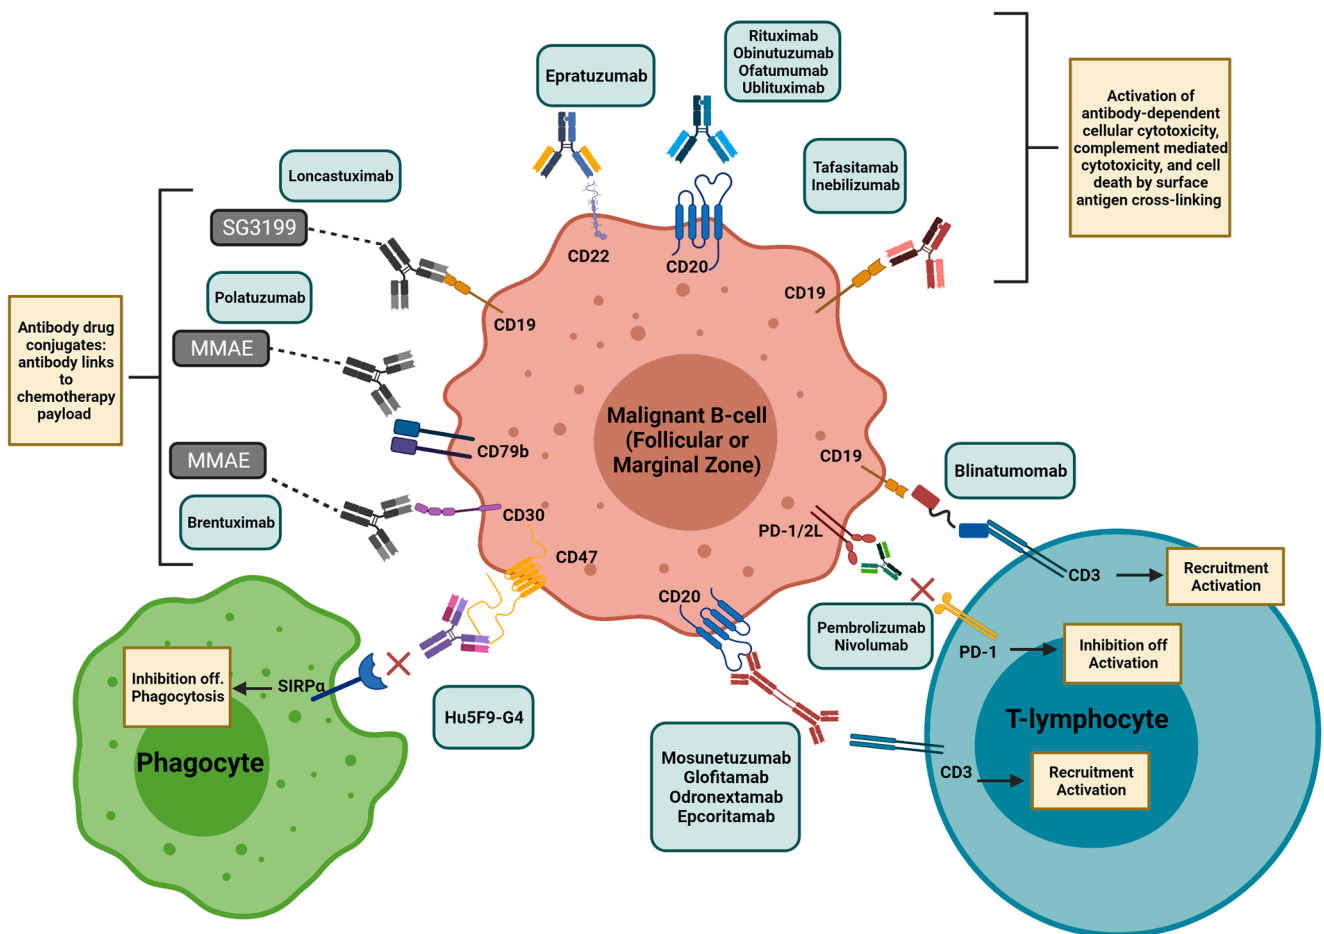 Epratuzumab
Rituximab
Obinutuzumab
Ofatumumab
Ublituximab
Activation of
antibody-dependent
cellular cytotoxicity,
complement mediated
cytotoxicity, and cell
death by surface
antigen cross-linking
Loncastuximab
Tafasitamab
Inebilizumab
SG3199
CD22
CD20
Polatuzumab
CD19
CD19
Antibody drug
conjugates:
antibody links
to
chemotherapy
payload
MMAE
Malignant B-cell
(Follicular or
Marginal Zone)
CD79b
CD19
MMAE
Blinatumomab
Brentuximab
CD30
PD-1/2L
CD47
CD3
Recruitment
Activation
CD20
Pembrolizumab
Nivolumab
PD-1
Inhibition off
Activation
Inhibition off.
Phagocytosis
SIRPα
Hu5F9-G4
T-lymphocyte
Phagocyte
Mosunetuzumab
Glofitamab
Odronextamab
Epcoritamab
CD3
Recruitment
Activation